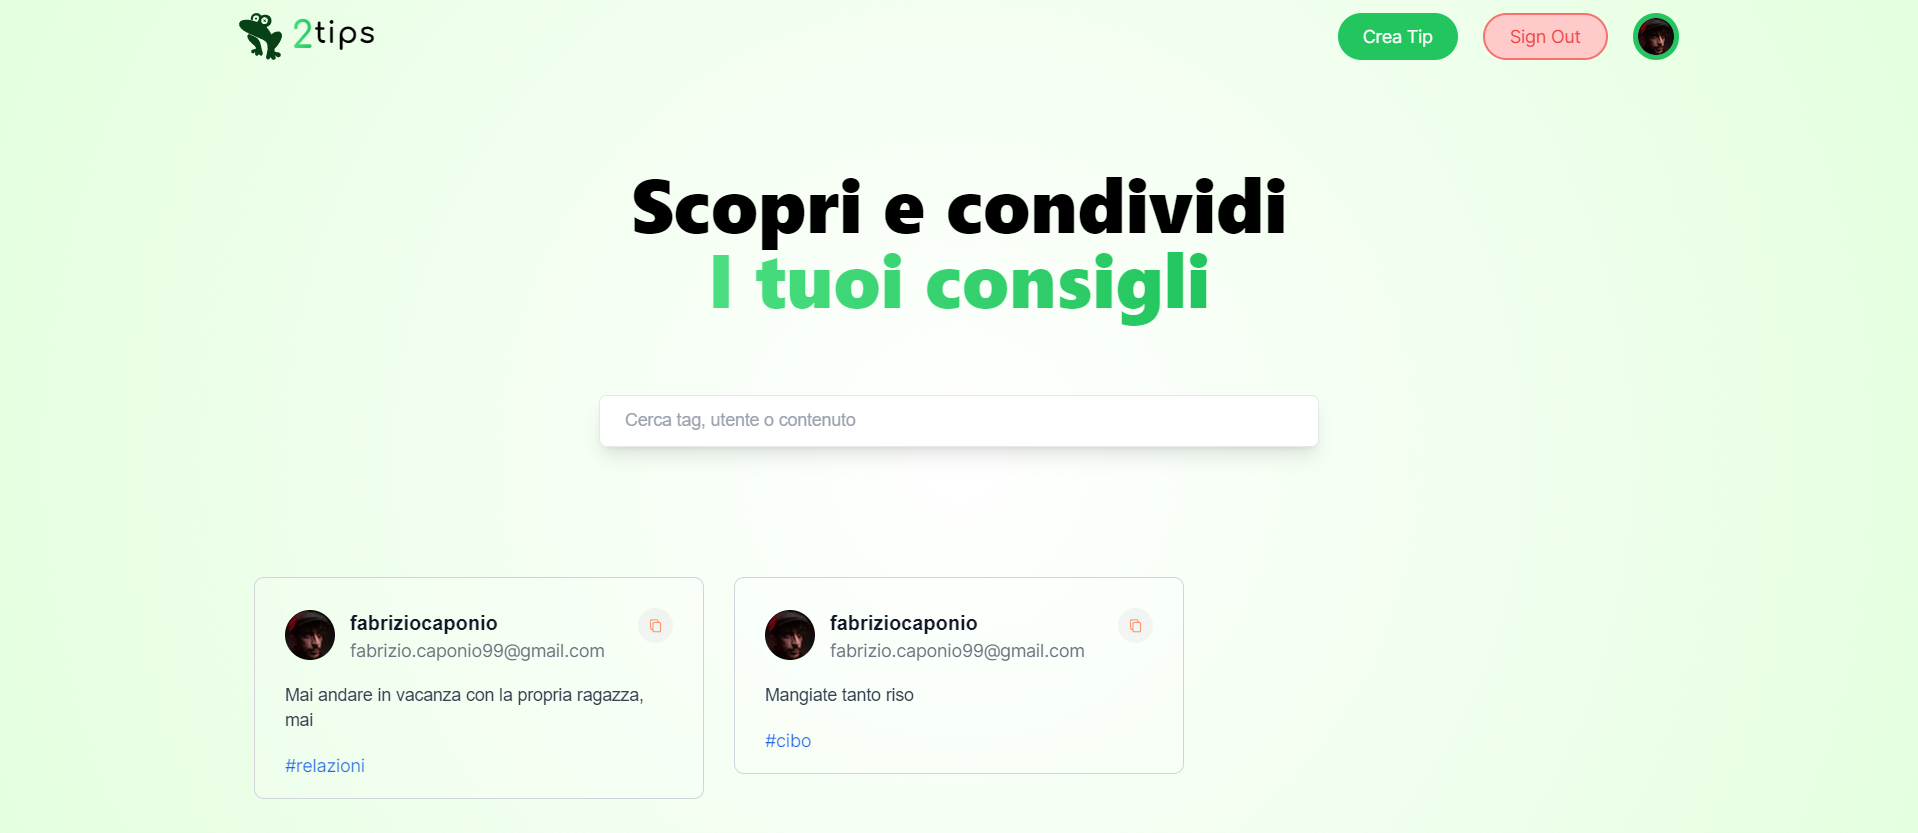 2tips
Crea Tip
Sign Out
Scopri e condividi
I tuoi consigli
Cerca tag, utente o contenuto
fabriziocaponio
fabrizio.caponio99@gmail.com
Mai andare in vacanza con la propria ragazza,
mai
#relazioni
fabriziocaponio
fabrizio.caponio99@gmail.com
Mangiate tanto riso
#cibo